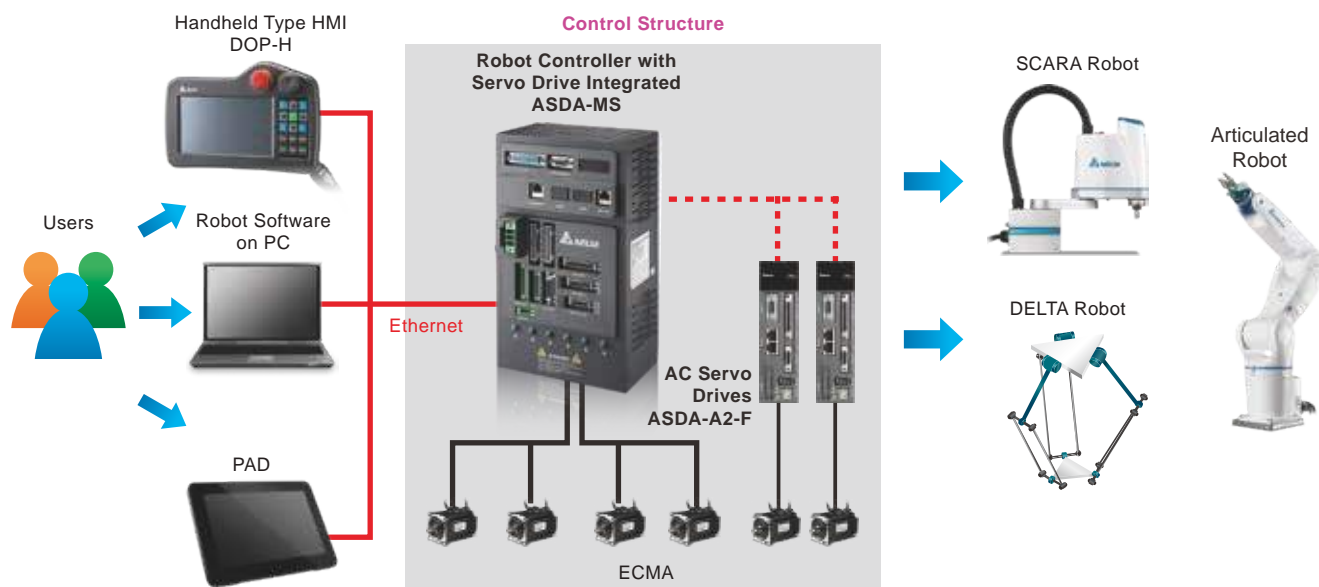 Control Structure
Handheld Type HMI
DOP-H
Robot Controller with
Servo Drive Integrated
ASDA-MS
SCARA Robot
Articulated
Robot
Users
Robot Software
on PC
Ethernet
DELTA Robot
AC Servo
Drives
ASDA-A2-F
PAD
ECMA